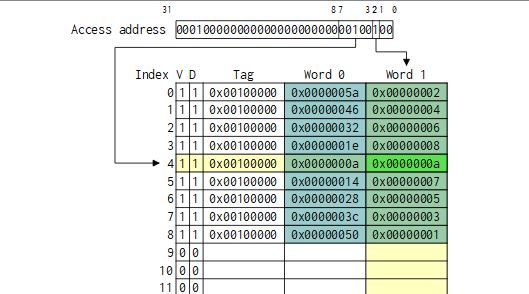 31 8 7 3 2 1 0
Access address 00010000000000000000000000100100
Index V D Tag Word 0 Word 1
0 1 1 0x00100000 0x0000005a 0x00000002
1 1 1 0x00100000 0x00000046 0x00000004
2 1 1 0x00100000 0x00000032 0x00000006
3 1 1 0x00100000 0x0000001e 0x00000008
4 1 1 0x00100000 0x0000000a 0x0000000a
5 1 1 0x00100000 0x00000014 0x00000007
6 1 1 0x00100000 0x00000028 0x00000005
7 1 1 0x00100000 0x0000003c 0x00000003
8 1 1 0x00100000 0x00000050 0x00000001
9 0 0
10 0 0
11 0 0